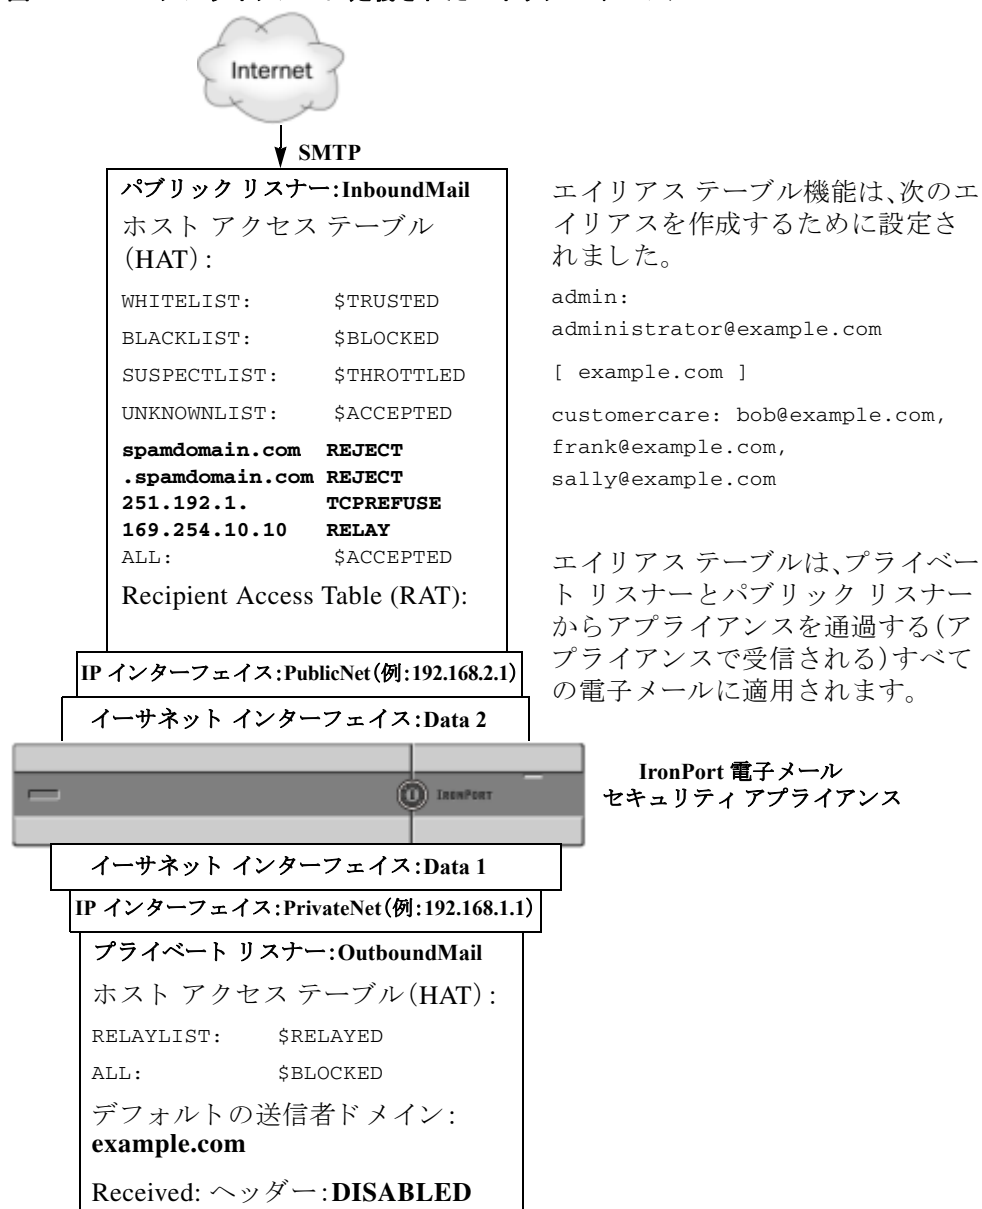 Internet
SMTP
パブリック リスナー:InboundMail
ホスト アクセス テーブル
(HAT):
WHITELIST: $TRUSTED
BLACKLIST: $BLOCKED
SUSPECTLIST: $THROTTLED
UNKNOWNLIST: $ACCEPTED
spamdomain.com REJECT
.spamdomain.com REJECT
251.192.1. TCPREFUSE
169.254.10.10 RELAY
ALL: $ACCEPTED
Recipient Access Table (RAT):
エイリアス テーブル機能は、次のエ
イリアスを作成するために設定さ
れました。
admin:
administrator@example.com
[ example.com ]
customercare: bob@example.com,
frank@example.com,
sally@example.com
エイリアス テーブルは、プライベー
ト リスナーとパブリック リスナー
からアプライアンスを通過する(ア
プライアンスで受信される)すべて
の電子メールに適用されます。
IP インターフェイス:PublicNet(例:192.168.2.1)
イーサネット インターフェイス:Data 2
IRONPORT
IronPort 電子メール
セキュリティ アプライアンス
イーサネット インターフェイス:Data 1
IP インターフェイス:PrivateNet(例:192.168.1.1)
プライベート リスナー:OutboundMail
ホスト アクセス テーブル(HAT):
RELAYLIST: $RELAYED
ALL: $BLOCKED
デフォルトの送信者ドメイン:
example.com
Received: ヘッダー:DISABLED